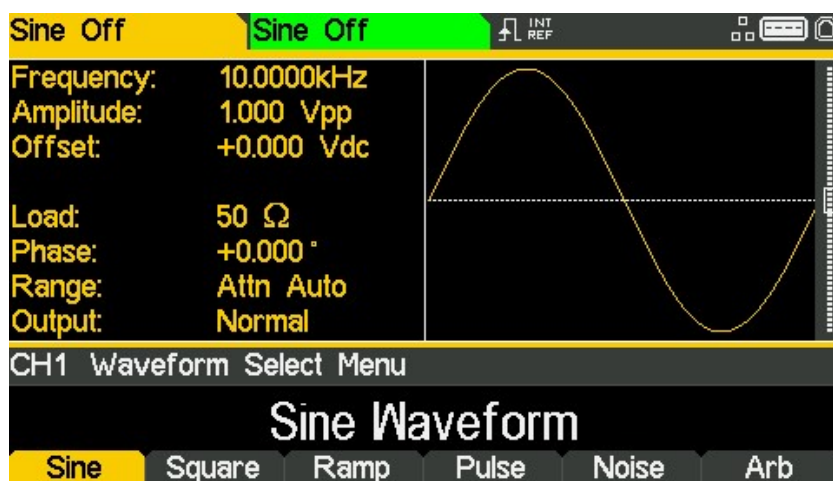 Sine Off Sine Off INT
REF
Frequency: 10.0000kHz
Amplitude: 1.000 Vpp
Offset: +0.000 Vdc
Load: 50 Ω
Phase: +0.000 °
Range: Attn Auto
Output: Normal
CH1 Waveform Select Menu
Sine Waveform
Sine Square Ramp Pulse Noise Arb